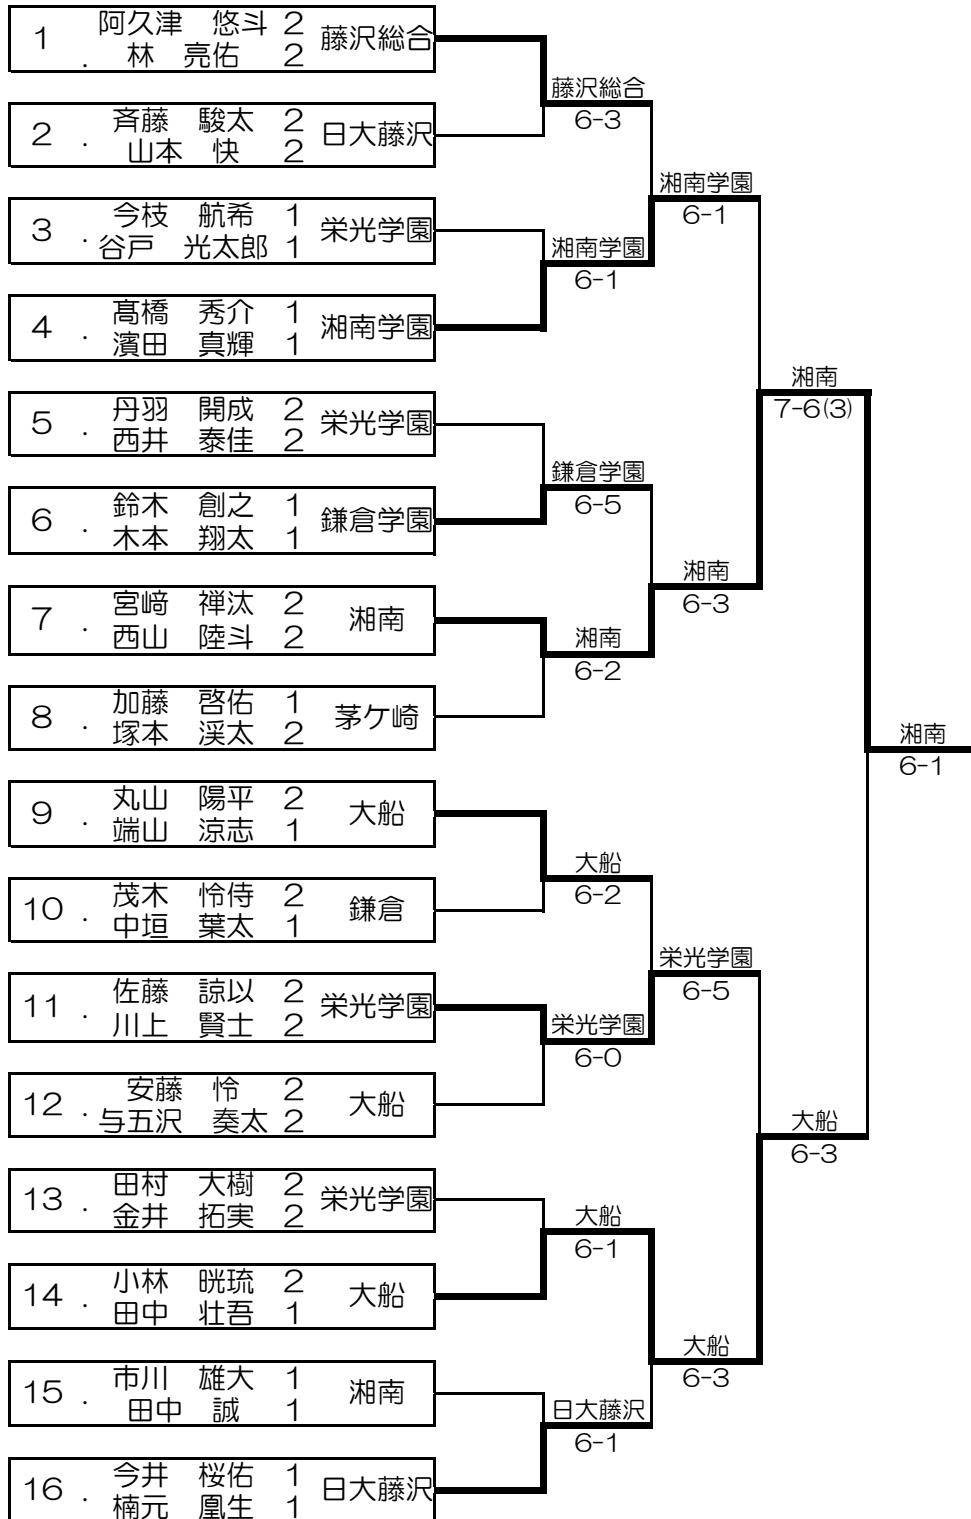 阿久津 悠斗 2
1 . 林 亮佑 2 藤沢総合
藤沢総合
6-3
斉藤 駿太 2
2 . 山本 快 2 日大藤沢
湘南学園
6-1
今枝 航希 1
3 . 谷戸 光太郎 1 栄光学園
湘南学園
6-1
髙橋 秀介 1
4 . 濱田 真輝 1 湘南学園
湘南
7-6(3)
丹羽 開成 2
5 . 西井 泰佳 2 栄光学園
鎌倉学園
6-5
鈴木 創之 1
6 . 木本 翔太 1 鎌倉学園
湘南
6-3
宮﨑 禅汰 2
7 . 西山 陸斗 2 湘南
湘南
6-2
加藤 啓佑 1
8 . 塚本 渓太 2 茅ケ崎
湘南
6-1
丸山 陽平 2
9 . 端山 涼志 1 大船
大船
6-2
茂木 怜侍 2
10 . 中垣 葉太 1 鎌倉
栄光学園
6-5
佐藤 諒以 2
11 . 川上 賢士 2 栄光学園
栄光学園
6-0
安藤 怜 2
12 . 与五沢 奏太 2 大船
大船
6-3
田村 大樹 2
13 . 金井 拓実 2 栄光学園
大船
6-1
小林 晄琉 2
14 . 田中 壮吾 1 大船
大船
6-3
市川 雄大 1
15 . 田中 誠 1 湘南
日大藤沢
6-1
今井 桜佑 1
16 . 楠元 凰生 1 日大藤沢